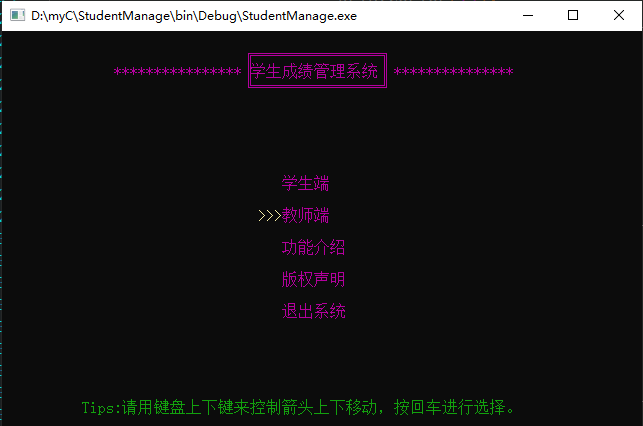 D:\myC\StudentManage\bin\Debug\StudentManage.exe
**************** 学生成绩管理系统 ***************
学生端
>>>教师端
功能介绍
版权声明
退出系统
Tips:请用键盘上下键来控制箭头上下移动，按回车进行选择。